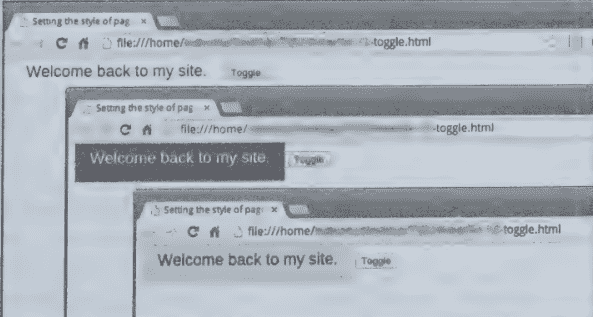 Setting the style of pag
file:///home/ -toggle.html
Welcome back to my site. Toggle
Setting the style of pag
file:///home/ -toggle.html
Welcome back to my site. Toggle
Setting the style of pag
file:///home/ -toggle.html
Welcome back to my site. Toggle